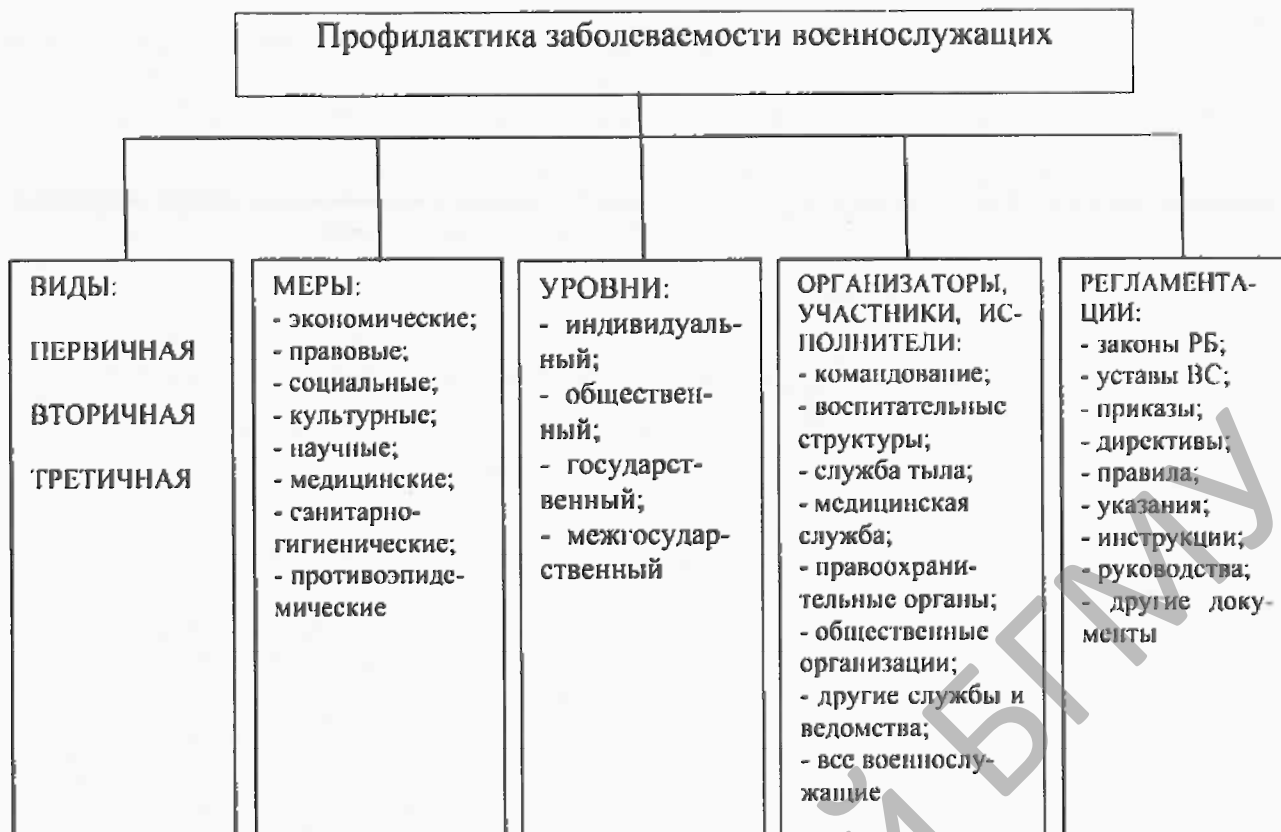 Профилактика заболеваемости военнослужащих
ВИДЫ:
ПЕРВИЧНАЯ
ВТОРИЧНАЯ
ТРЕТИЧНАЯ
МЕРЫ:
- экономические;
- правовые;
- социальные;
- культурные;
- научные;
- медицинские;
- санитарно-
гигиенические;
- противоэпиде-
мические
УРОВНИ:
- индивидуаль-
ный;
- обществен-
ный;
- государст-
венный;
- межгосудар-
ственный
ОРГАНИЗАТОРЫ,
УЧАСТНИКИ, ИС-
ПОЛНИТЕЛИ:
- командование;
- воспитательные
структуры;
- служба тыла;
- медицинская
служба;
- правоохрани-
тельные органы;
- общественные
организации;
- другие службы и
ведомства;
- все военнослу-
жащие
РЕГЛАМЕНТА-
ЦИИ:
- законы РБ;
- уставы ВС;
- приказы;
- директивы;
- правила;
- указания;
- инструкции;
- руководства;
- другие доку-
менты
Й БГМУ